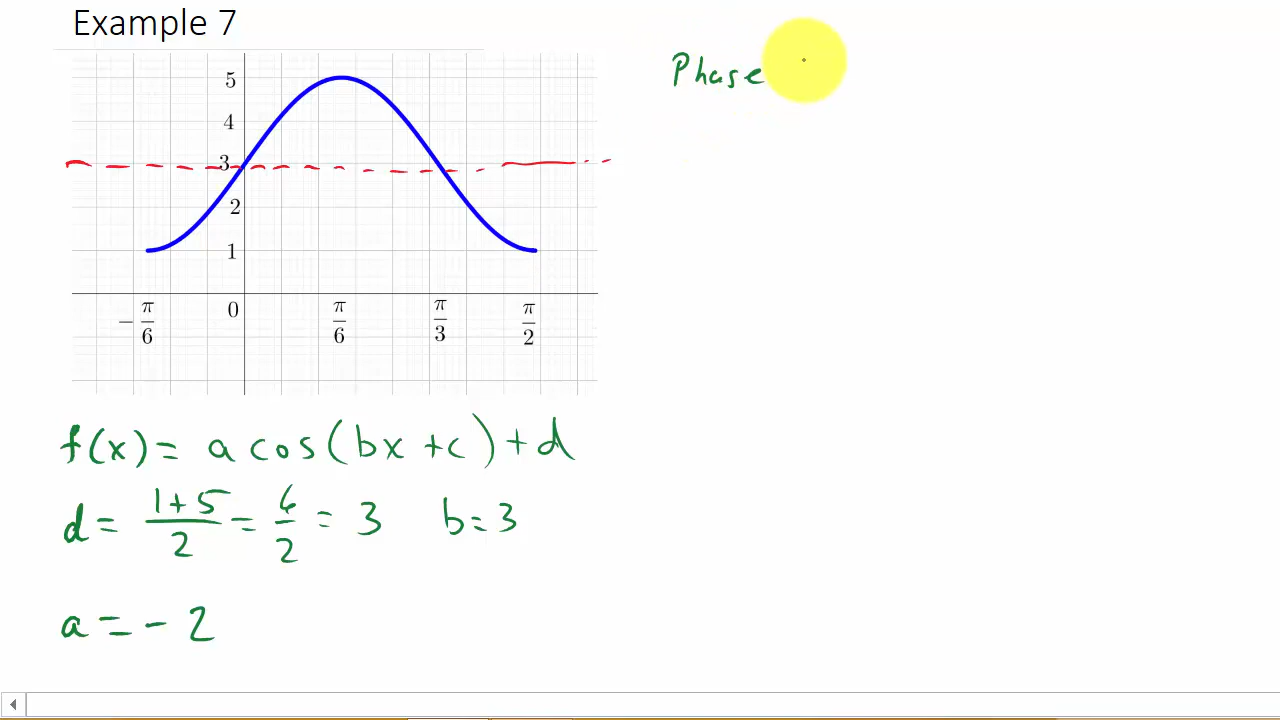 Example 7
Phase
5
4
3
2
1
0
−π/6
π/6
π/3
π/2
f(x) = a cos(bx + c) + d
d = (1+5)/2 = 6/2 = 3 b = 3
a = − 2